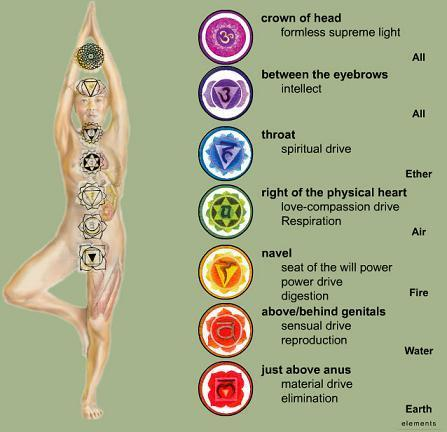 crown of head
formless supreme light
All
between the eyebrows
intellect
All
throat
spiritual drive
Ether
right of the physical heart
love-compassion drive
Respiration
Air
navel
seat of the will power
power drive
digestion
Fire
above/behind genitals
sensual drive
reproduction
Water
just above anus
material drive
elimination
Earth
elements